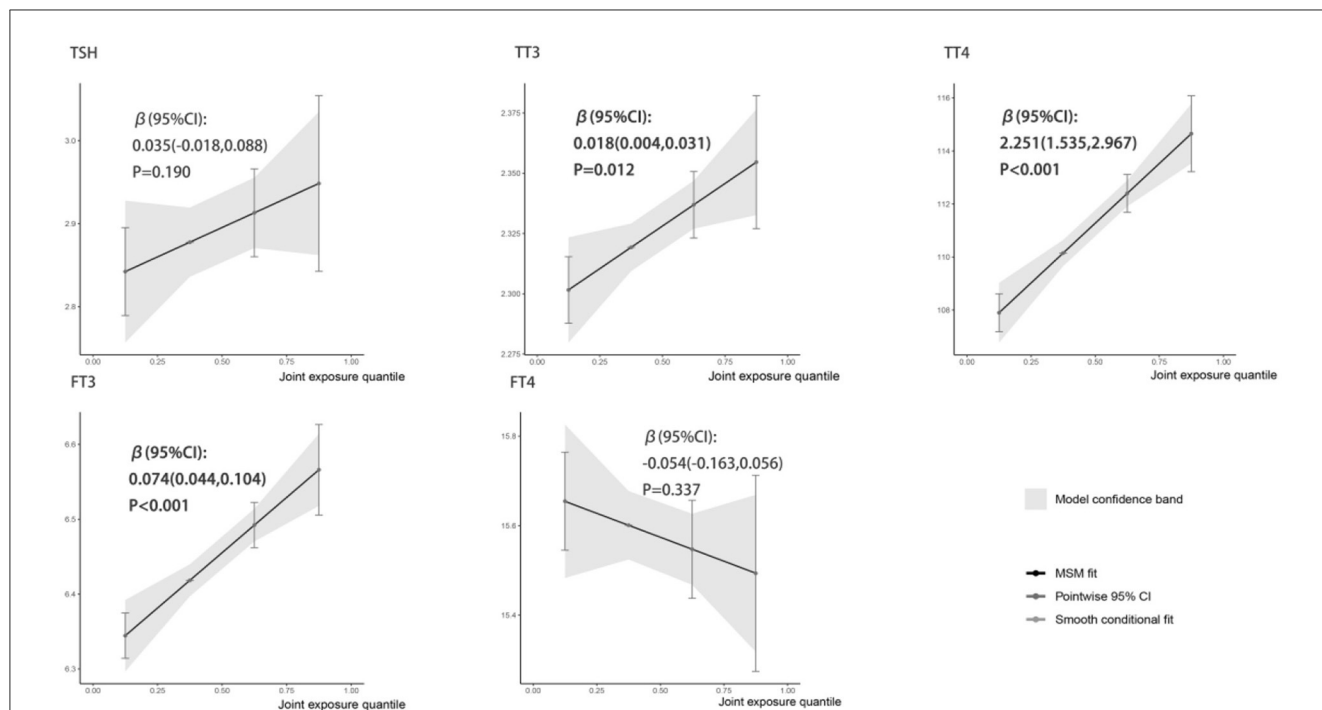 TSH
β(95%CI):
0.035(-0.018,0.088)
P=0.190
3.0
2.9
2.8
0.00 0.25 0.50 0.75 1.00
Joint exposure quantile
TT3
β(95%CI):
0.018(0.004,0.031)
P=0.012
2.375
2.350
2.325
2.300
2.275
0.00 0.25 0.50 0.75 1.00
Joint exposure quantile
TT4
β(95%CI):
2.251(1.535,2.967)
P<0.001
116
114
112
110
108
0.00 0.25 0.50 0.75 1.00
Joint exposure quantile
FT3
β(95%CI):
0.074(0.044,0.104)
P<0.001
6.6
6.5
6.4
6.3
0.00 0.25 0.50 0.75 1.00
Joint exposure quantile
FT4
β(95%CI):
-0.054(-0.163,0.056)
P=0.337
15.8
15.6
15.4
0.00 0.25 0.50 0.75 1.00
Joint exposure quantile
Model confidence band
MSM fit
Pointwise 95% CI
Smooth conditional fit